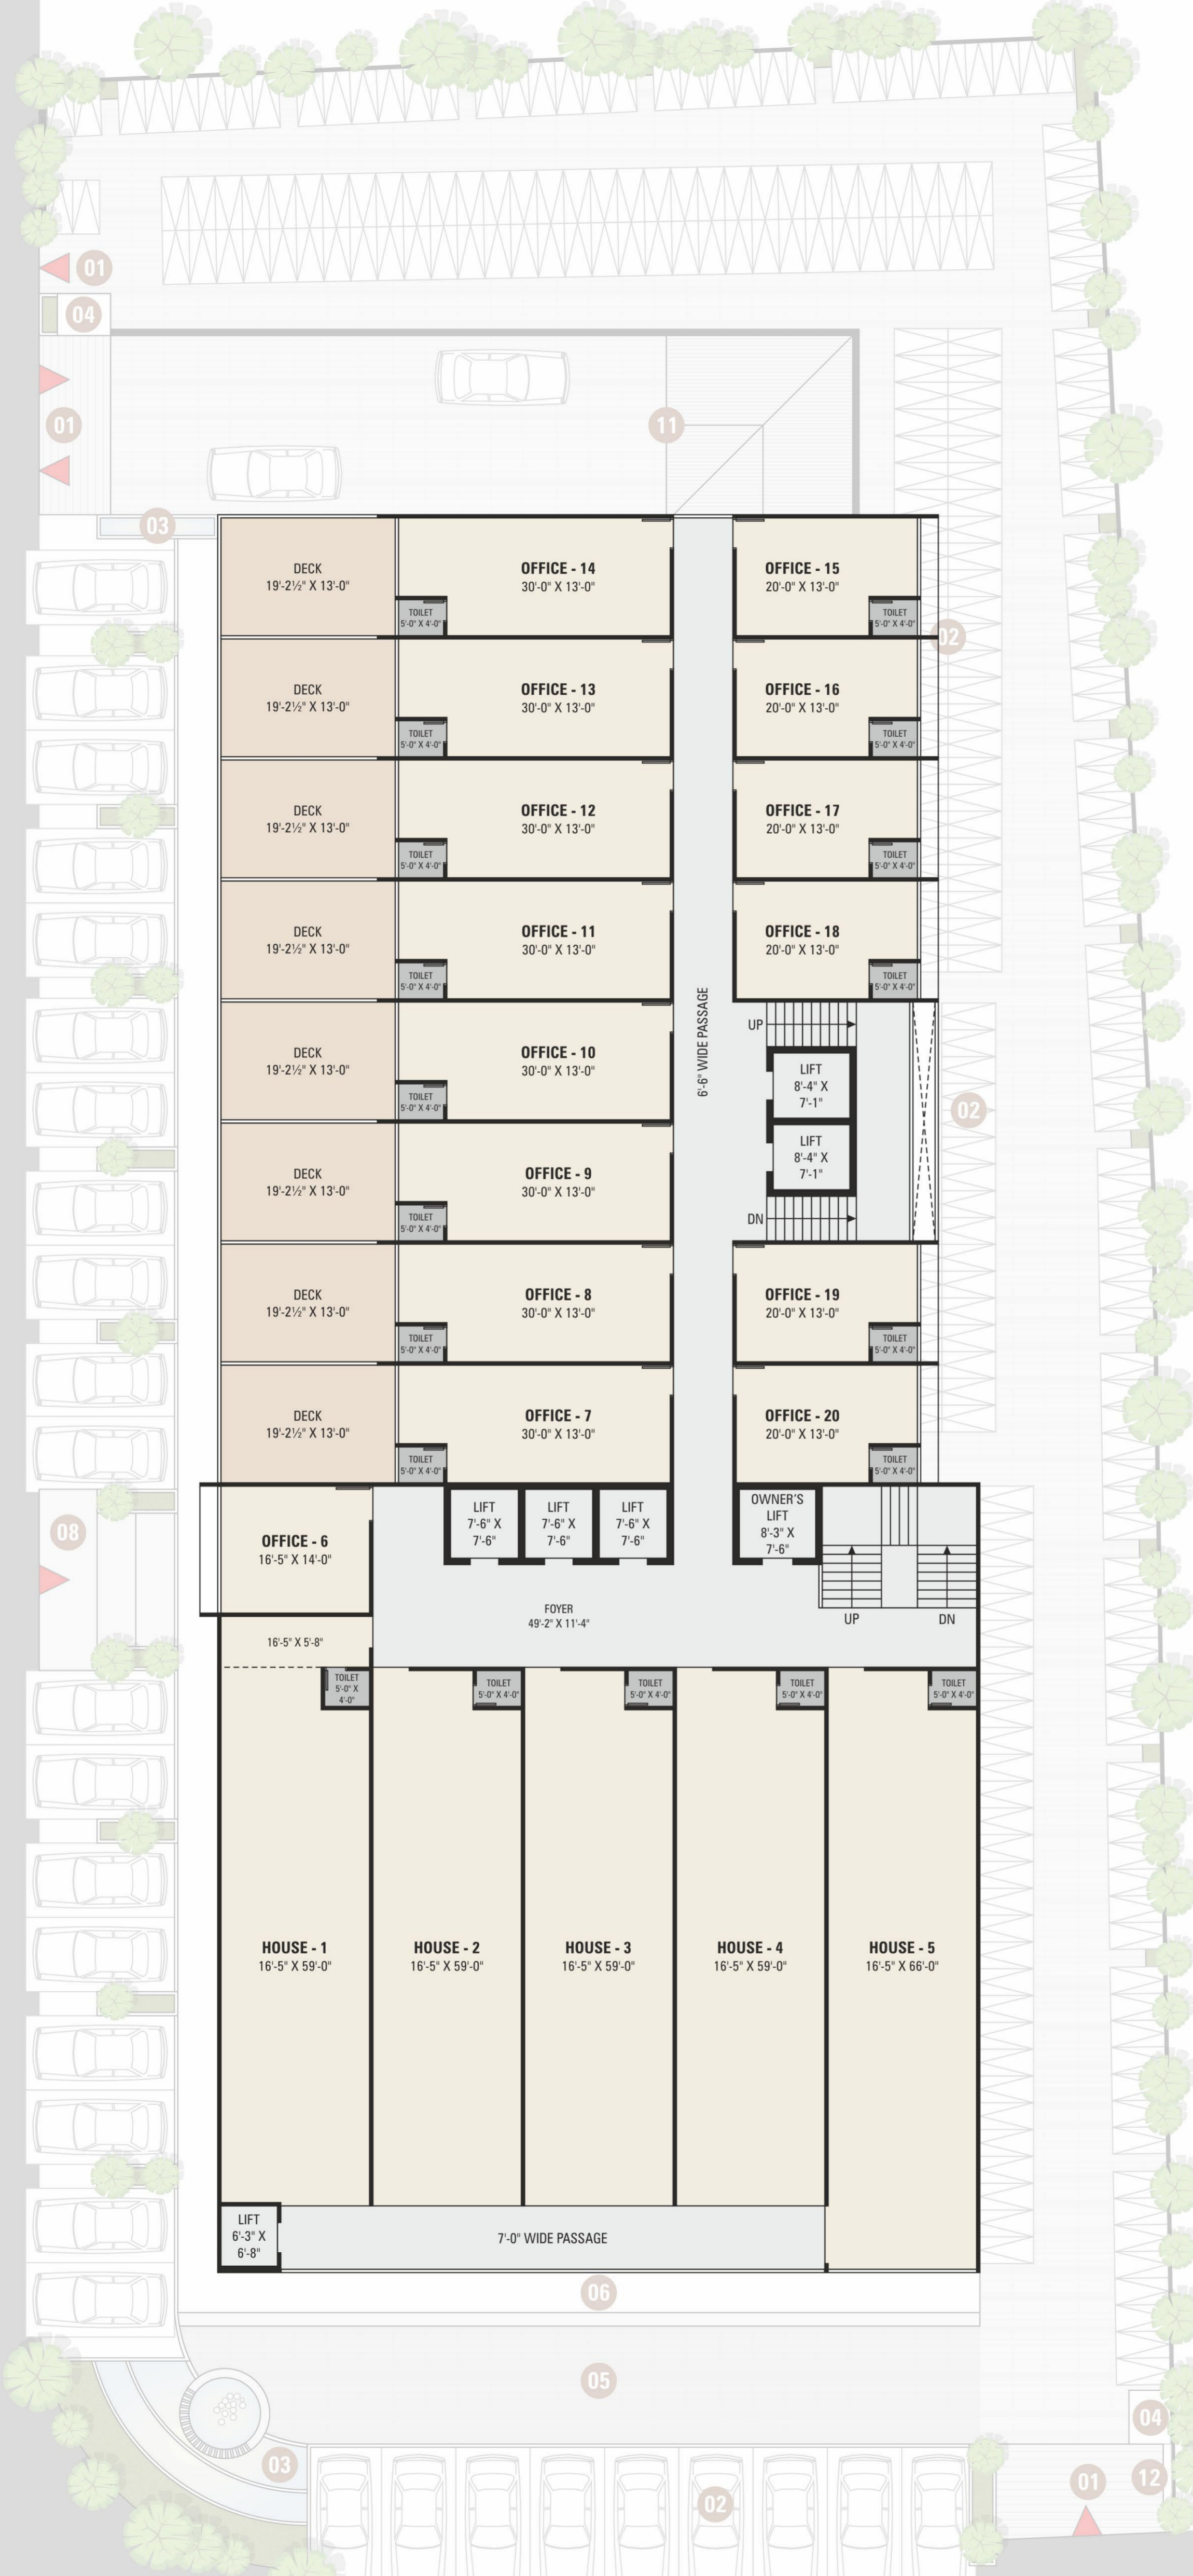 01
04
01
11
03
DECK
19'-2½" X 13'-0"
OFFICE - 14
30'-0" X 13'-0"
TOILET
5'-0" X 4'-0"
OFFICE - 15
20'-0" X 13'-0"
TOILET
5'-0" X 4'-0"
02
DECK
19'-2½" X 13'-0"
OFFICE - 13
30'-0" X 13'-0"
TOILET
5'-0" X 4'-0"
OFFICE - 16
20'-0" X 13'-0"
TOILET
5'-0" X 4'-0"
DECK
19'-2½" X 13'-0"
OFFICE - 12
30'-0" X 13'-0"
TOILET
5'-0" X 4'-0"
OFFICE - 17
20'-0" X 13'-0"
TOILET
5'-0" X 4'-0"
DECK
19'-2½" X 13'-0"
OFFICE - 11
30'-0" X 13'-0"
TOILET
5'-0" X 4'-0"
OFFICE - 18
20'-0" X 13'-0"
TOILET
5'-0" X 4'-0"
DECK
19'-2½" X 13'-0"
OFFICE - 10
30'-0" X 13'-0"
TOILET
5'-0" X 4'-0"
6'-6" WIDE PASSAGE
UP
LIFT
8'-4" X
7'-1"
02
DECK
19'-2½" X 13'-0"
OFFICE - 9
30'-0" X 13'-0"
TOILET
5'-0" X 4'-0"
LIFT
8'-4" X
7'-1"
DN
DECK
19'-2½" X 13'-0"
OFFICE - 8
30'-0" X 13'-0"
TOILET
5'-0" X 4'-0"
OFFICE - 19
20'-0" X 13'-0"
TOILET
5'-0" X 4'-0"
DECK
19'-2½" X 13'-0"
OFFICE - 7
30'-0" X 13'-0"
TOILET
5'-0" X 4'-0"
OFFICE - 20
20'-0" X 13'-0"
TOILET
5'-0" X 4'-0"
08
OFFICE - 6
16'-5" X 14'-0"
LIFT
7'-6" X
7'-6"
LIFT
7'-6" X
7'-6"
LIFT
7'-6" X
7'-6"
OWNER'S
LIFT
8'-3" X
7'-6"
FOYER
49'-2" X 11'-4"
UP
DN
16'-5" X 5'-8"
TOILET
5'-0" X
4'-0"
TOILET
5'-0" X 4'-0"
TOILET
5'-0" X 4'-0"
TOILET
5'-0" X 4'-0"
TOILET
5'-0" X 4'-0"
HOUSE - 1
16'-5" X 59'-0"
HOUSE - 2
16'-5" X 59'-0"
HOUSE - 3
16'-5" X 59'-0"
HOUSE - 4
16'-5" X 59'-0"
HOUSE - 5
16'-5" X 66'-0"
LIFT
6'-3" X
6'-8"
7'-0" WIDE PASSAGE
06
05
04
03
02
01
12